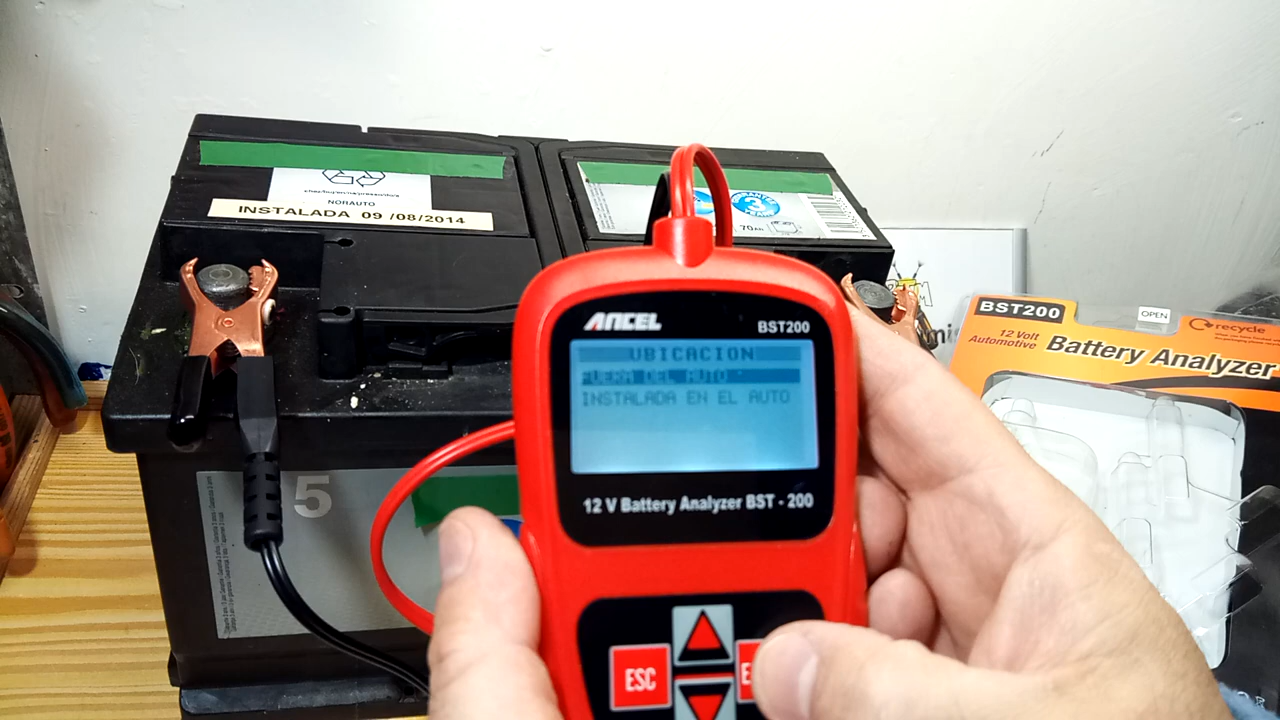 NORAUTO
INSTALADA 09 /08/2014
3
70Ah
ANCEL
BST200
UBICACION
FUERA DEL AUTO
INSTALADA EN EL AUTO
12 V Battery Analyzer BST - 200
ESC
E
5
BST200
OPEN
recycle
12 Volt
Automotive
Battery Analyzer